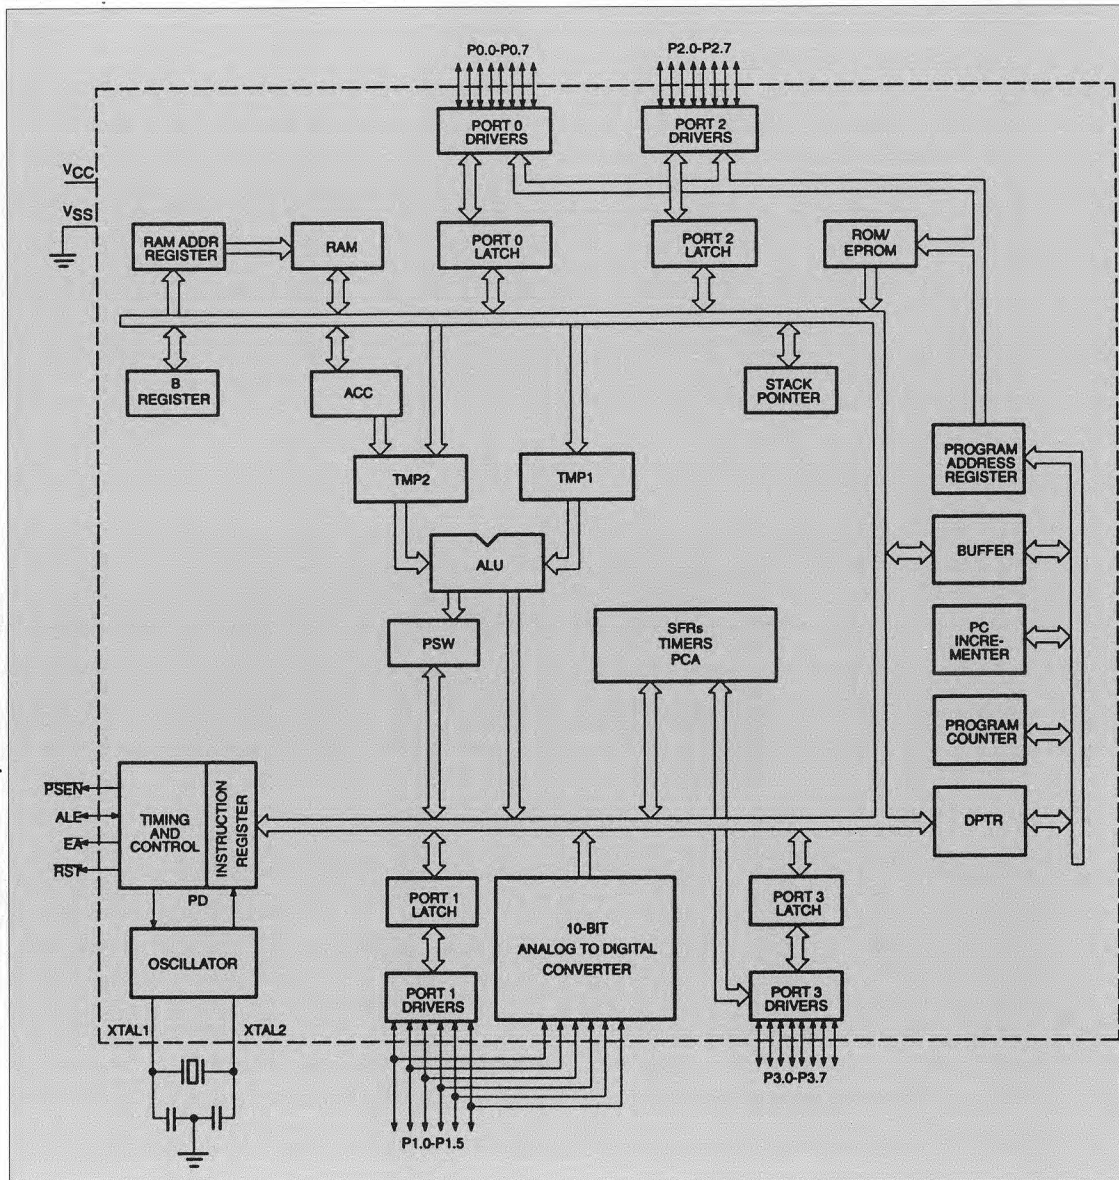 P0.0-P0.7
P2.0-P2.7
PORT 0
DRIVERS
PORT 2
DRIVERS
VCC
VSS
RAM ADDR
REGISTER
RAM
PORT 0
LATCH
PORT 2
LATCH
ROM/
EPROM
B
REGISTER
ACC
STACK
POINTER
TMP2
TMP1
PROGRAM
ADDRESS
REGISTER
ALU
BUFFER
PSW
SFRs
TIMERS
PCA
PC
INCRE-
MENTER
PROGRAM
COUNTER
PSEN
ALE
EA
RST
TIMING
AND
CONTROL
INSTRUCTION
REGISTER
DPTR
PD
PORT 1
LATCH
10-BIT
ANALOG TO DIGITAL
CONVERTER
PORT 3
LATCH
OSCILLATOR
PORT 1
DRIVERS
PORT 3
DRIVERS
XTAL1
XTAL2
P3.0-P3.7
P1.0-P1.5